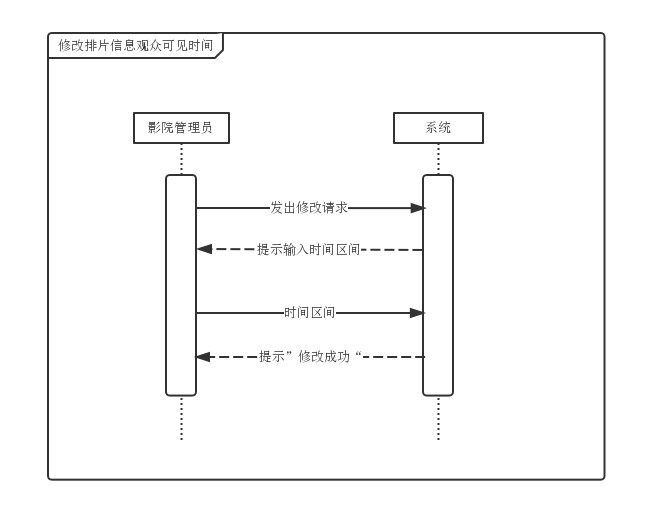 修改排片信息观众可见时间
影院管理员
系统
发出修改请求
提示输入时间区间
时间区间
提示”修改成功“